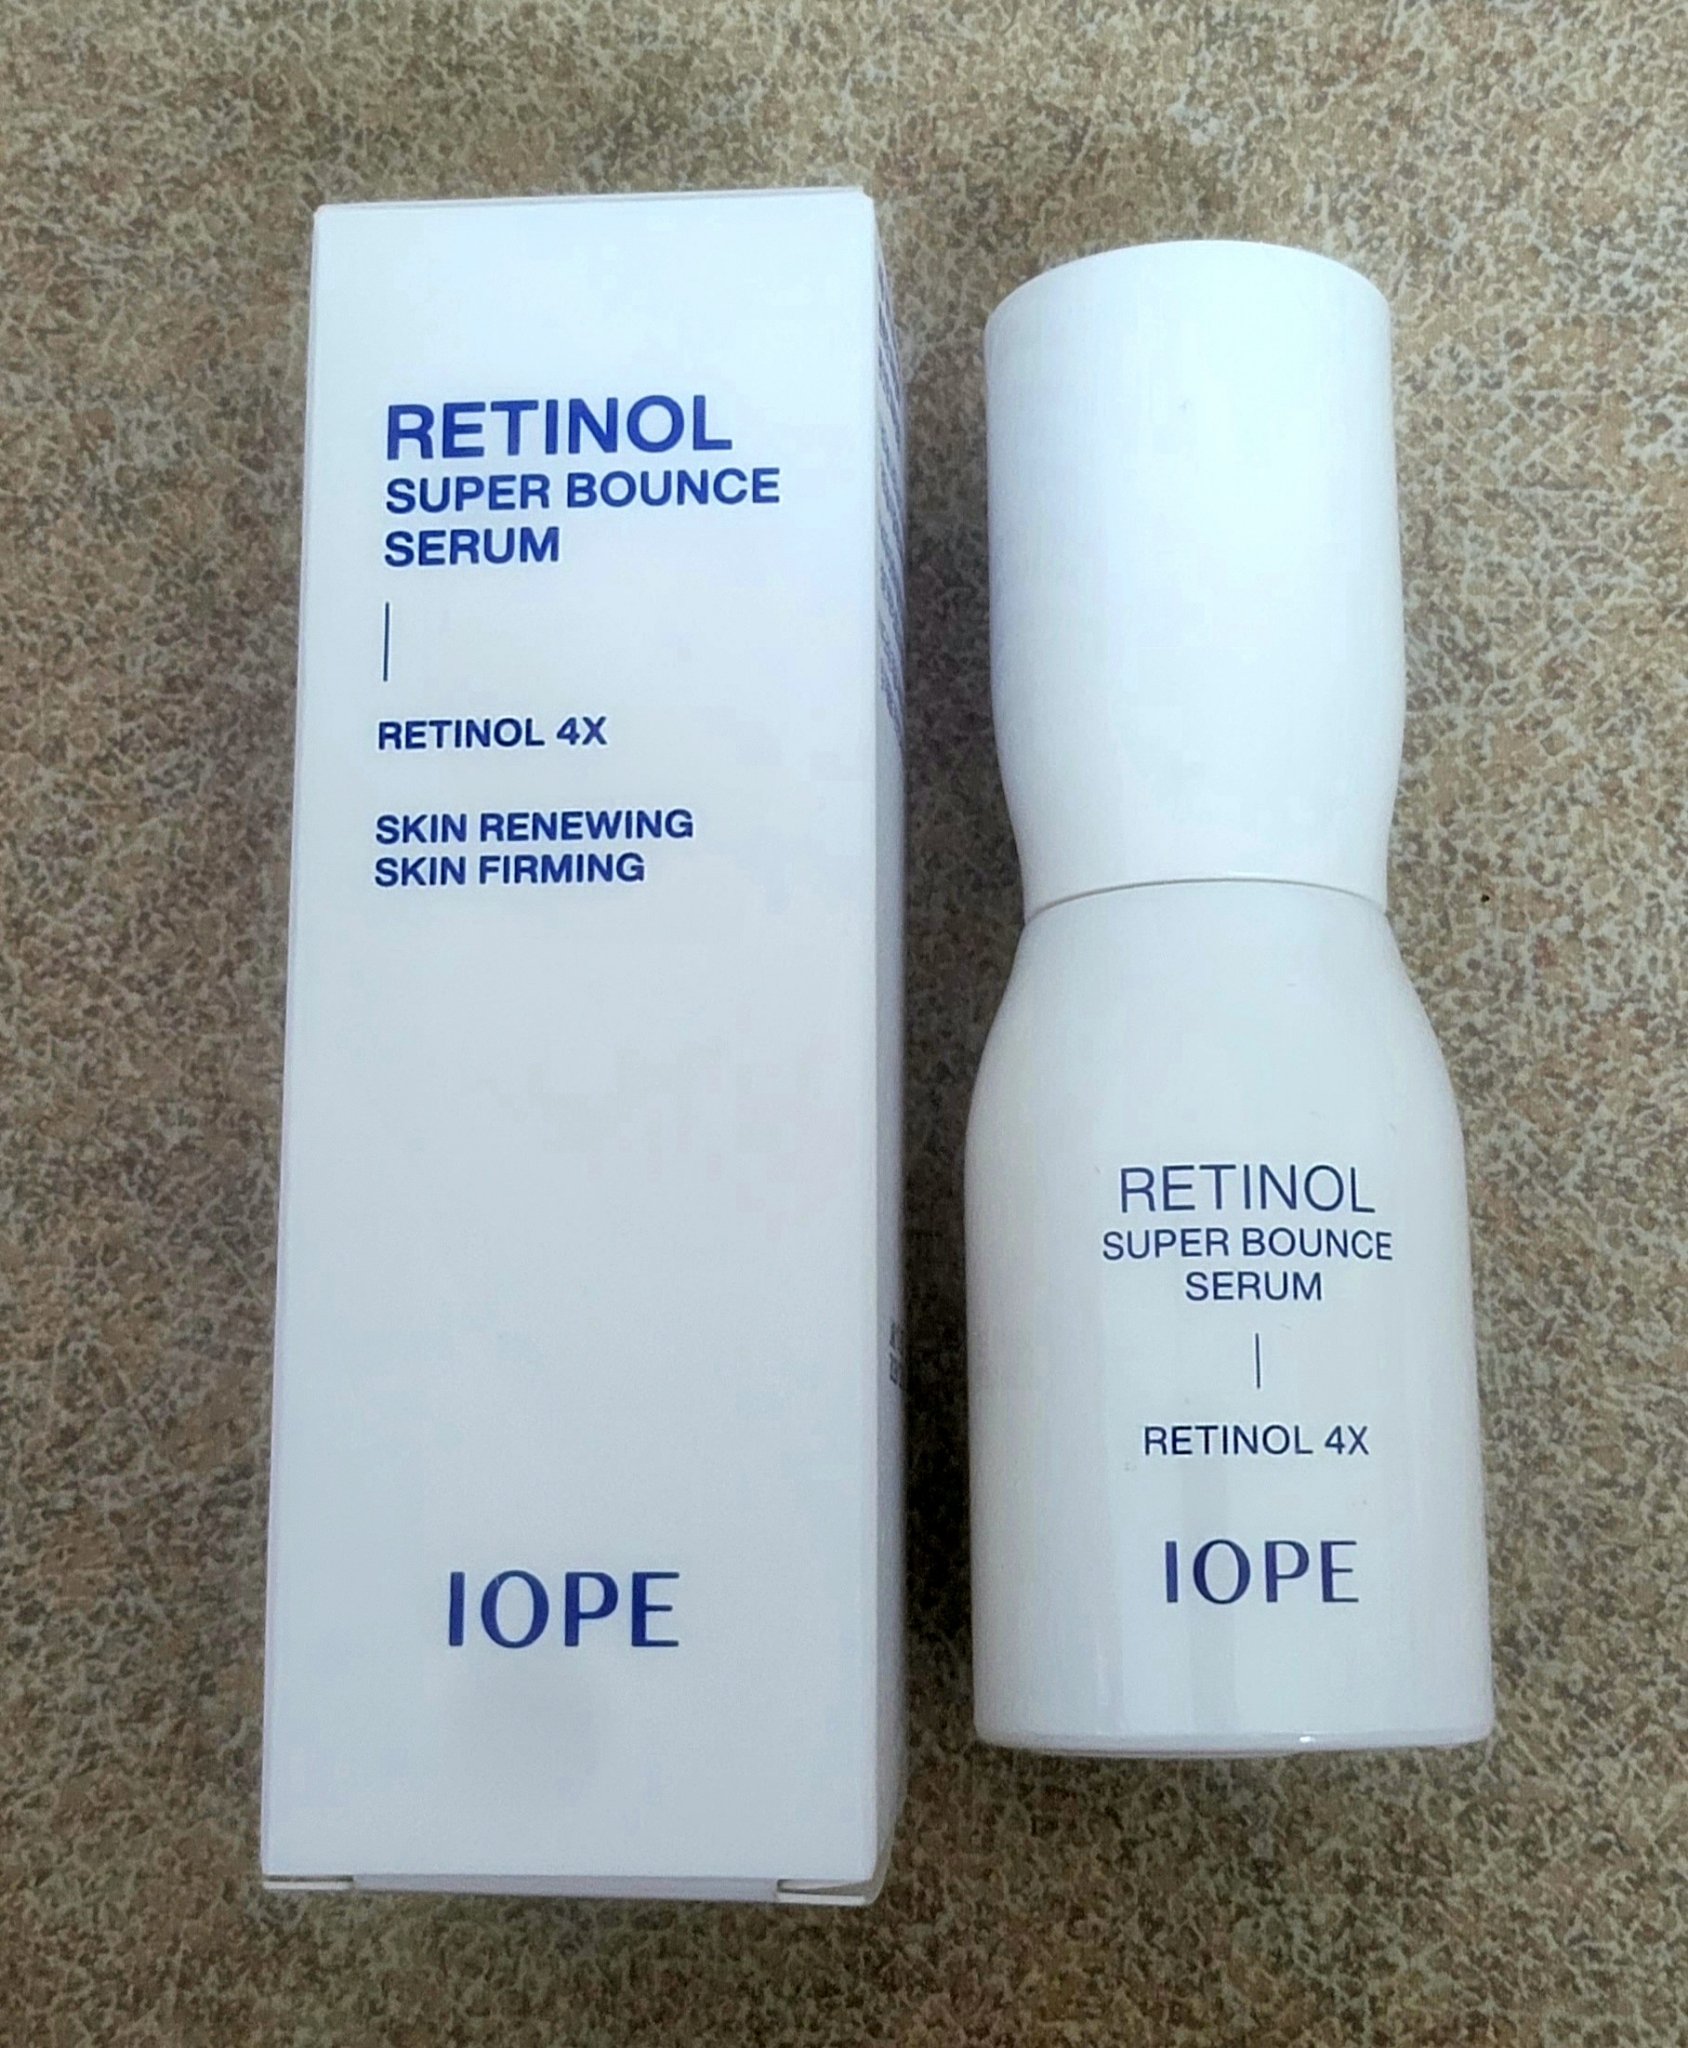 RETINOL
SUPER BOUNCE
SERUM
RETINOL 4X
SKIN RENEWING
SKIN FIRMING
IOPE
RETINOL
SUPER BOUNCE
SERUM
RETINOL 4X
IOPE